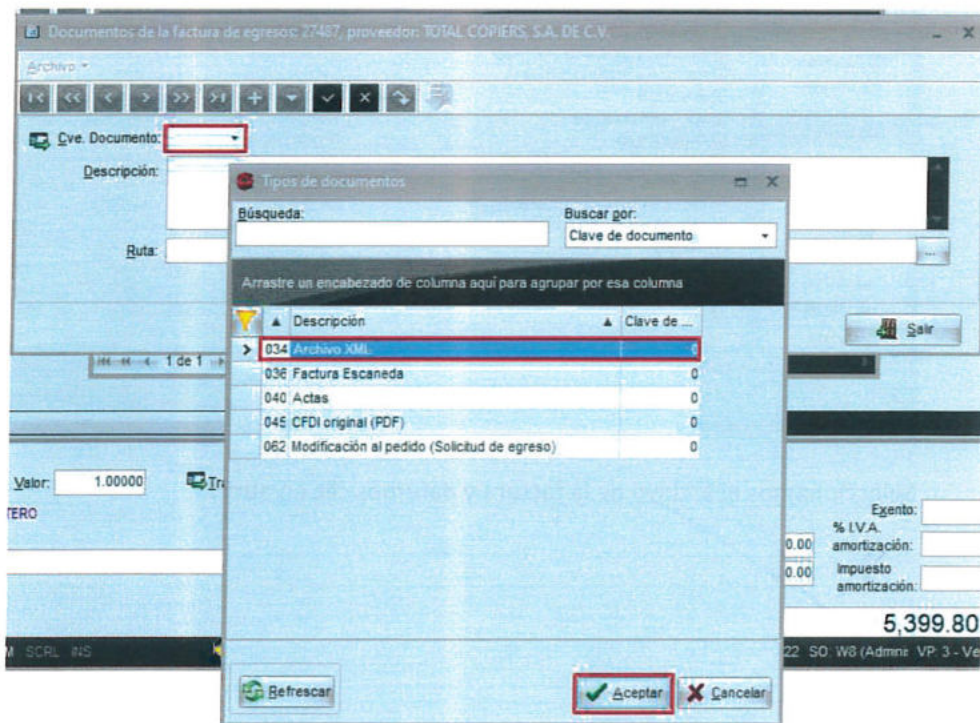 Documentos de la factura de egresos: 27487, proveedor: TOTAL COPIERS, S.A. DE C.V.
Archivo
Cve. Documento:
Descripción:
Ruta:
Salir
1 de 1
Tipos de documentos
Búsqueda:
Buscar por:
Clave de documento
Arrastre un encabezado de columna aquí para agrupar por esa columna
Descripción Clave de ...
034 Archivo XML 0
036 Factura Escaneda 0
040 Actas 0
045 CFDI original (PDF) 0
062 Modificación al pedido (Solicitud de egreso) 0
Refrescar
Aceptar
Cancelar
Valor: 1.00000
TERO
Exento:
% I.V.A. amortización:
0.00
Impuesto amortización:
0.00
5,399.80
SCRL INS
22 SO: W8 (Admini VP: 3 - Ve